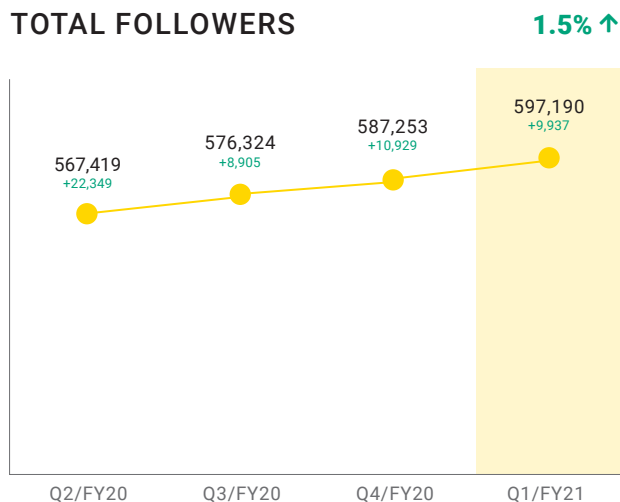 TOTAL FOLLOWERS
1.5% ↑
567,419
+22,349
576,324
+8,905
587,253
+10,929
597,190
+9,937
Q2/FY20
Q3/FY20
Q4/FY20
Q1/FY21